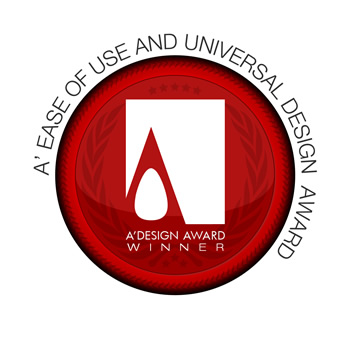 A' EASE OF USE AND UNIVERSAL DESIGN AWARD
A'DESIGN AWARD
WINNER